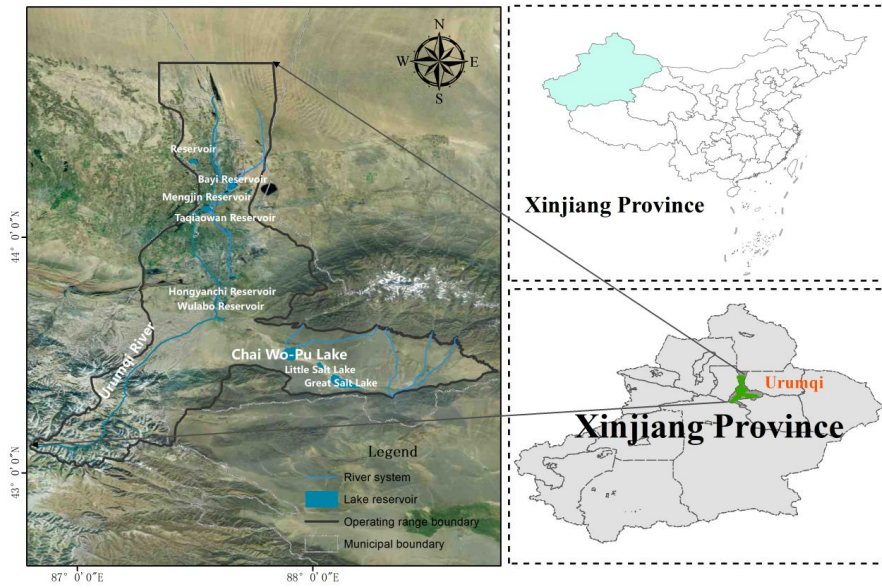 N
W
E
S
Reservoir
Bayi Reservoir
Mengjin Reservoir
Taqiaowan Reservoir
Hongyanchi Reservoir
Wulabo Reservoir
Urumqi River
Chai Wo-Pu Lake
Little Salt Lake
Great Salt Lake
Legend
River system
Lake reservoir
Operating range boundary
Municipal boundary
44° 0′0″N
43° 0′0″N
87° 0′0″E
88° 0′0″E
Xinjiang Province
Urumqi
Xinjiang Province